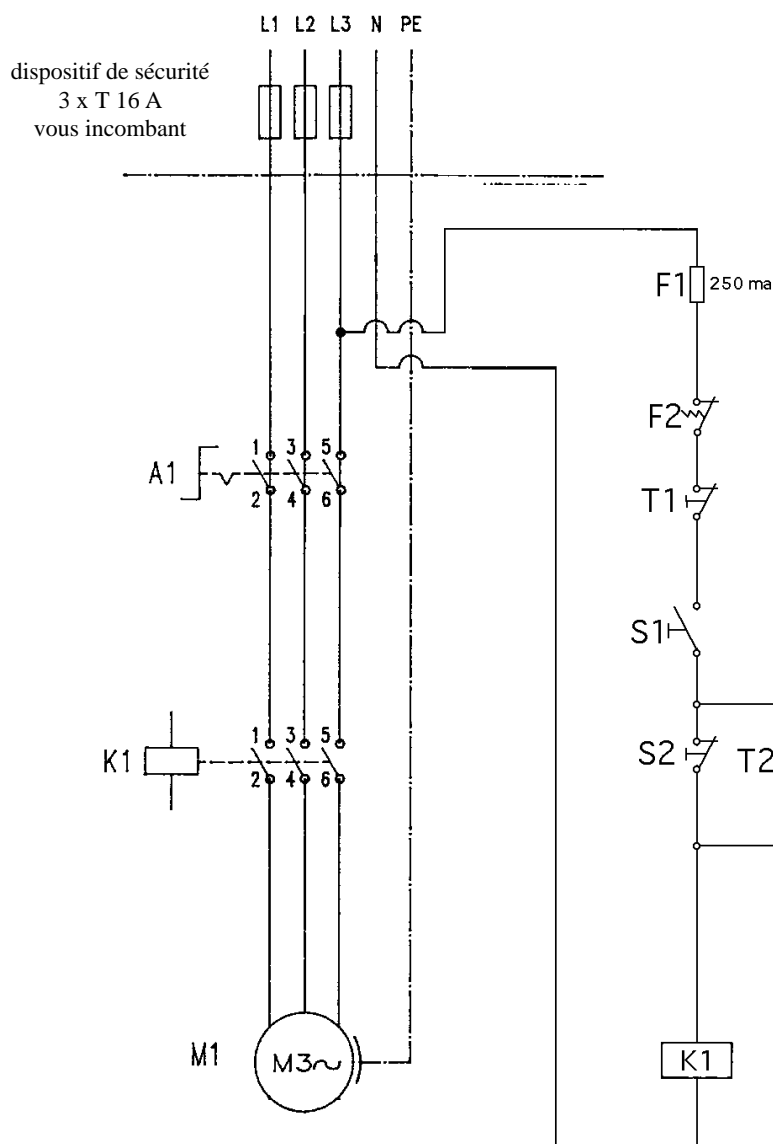 L1 L2 L3 N PE
dispositif de sécurité
3 x T 16 A
vous incombant
F1 250 ma
F2
A1 1 3 5
2 4 6
T1
S1
K1 1 3 5
2 4 6
S2 T2
M1 M3~
K1